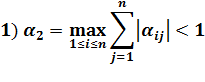 1) α₂ = max_{1≤i≤n} ∑_{j=1}^{n} |α_{ij}| < 1